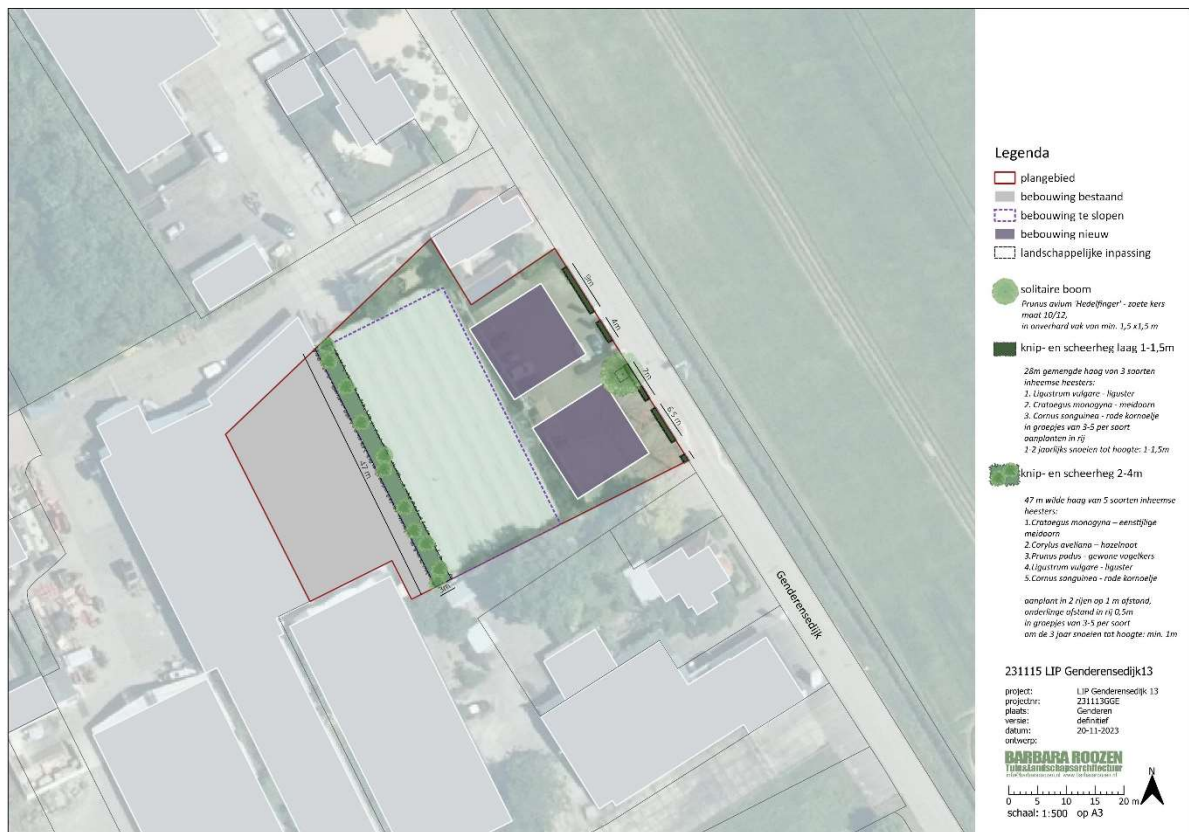 9m
4m
7m
6,5 m
47 m
3m
Genderensedijk
Legenda
plangebied
bebouwing bestaand
bebouwing te slopen
bebouwing nieuw
landschappelijke inpassing
solitaire boom
Prunus avium 'Hedelfinger' - zoete kers
maat 10/12,
in onverhard vak van min. 1,5 x1,5 m
knip- en scheerheg laag 1-1,5m
28m gemengde haag van 3 soorten
inheemse heesters:
1. Ligustrum vulgare - liguster
2. Crataegus monogyna - meidoorn
3. Cornus sanguinea - rode kornoelje
in groepjes van 3-5 per soort
aanplanten in rij
1-2 jaarlijks snoeien tot hoogte: 1-1,5m
knip- en scheerheg 2-4m
47 m wilde haag van 5 soorten inheemse
heesters:
1.Crataegus monogyna – eenstijlige
meidoorn
2.Corylus avellana – hazelnoot
3.Prunus padus - gewone vogelkers
4.Ligustrum vulgare - liguster
5.Cornus sanguinea - rode kornoelje
aanplant in 2 rijen op 1 m afstand,
onderlinge afstand in rij 0,5m
in groepjes van 3-5 per soort
om de 3 jaar snoeien tot hoogte: min. 1m
231115 LIP Genderensedijk13
project: LIP Genderensedijk 13
projectnr: 231113GGE
plaats: Genderen
versie: definitief
datum: 20-11-2023
ontwerp:
BARBARA ROOZEN
Tuin&Landschapsarchitectuur
N
0 5 10 15 20 m
schaal: 1:500 op A3